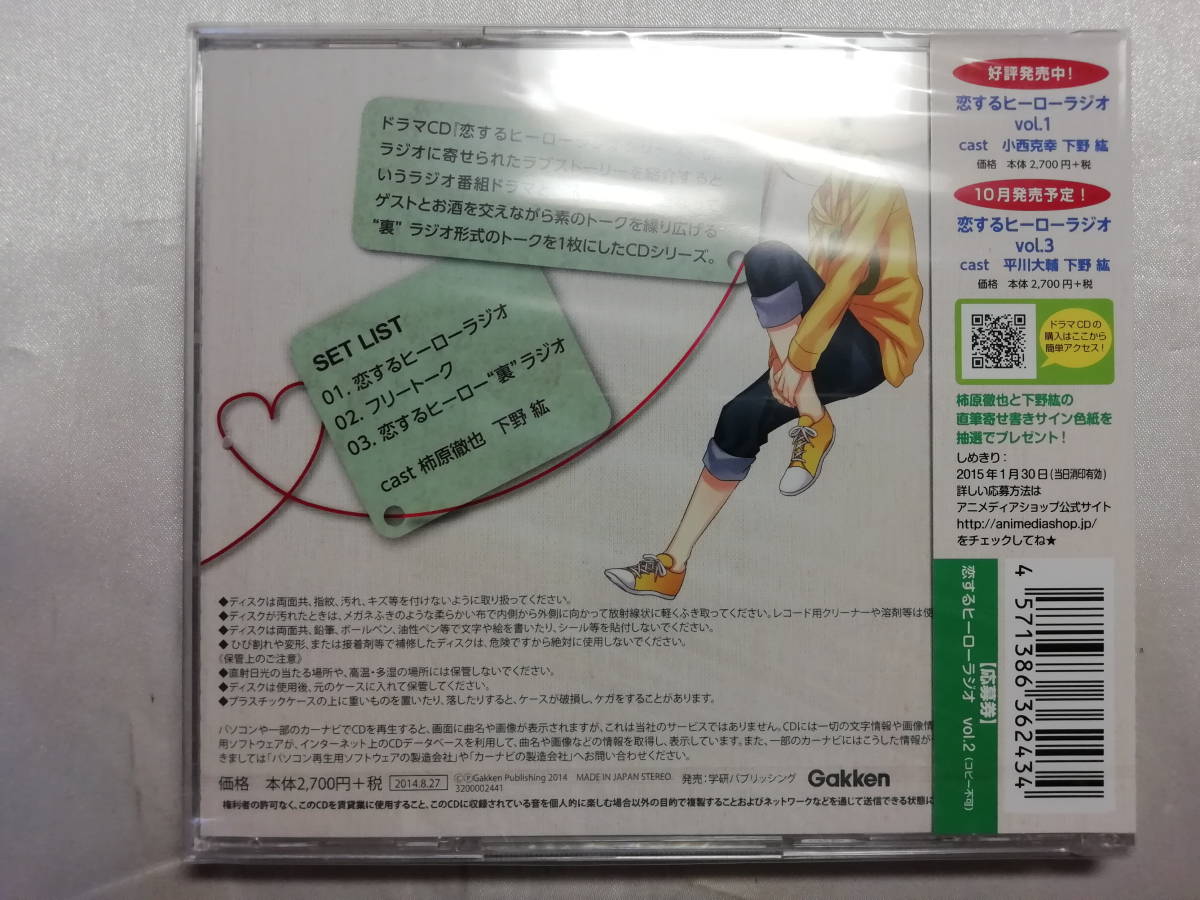 ドラマCD『恋するヒーロー
ラジオに寄せられたラブストーリーを紹介すると
いうラジオ番組ドラマと
ゲストとお酒を交えながら素のトークを繰り広げる
“裏” ラジオ形式のトークを1枚にしたCDシリーズ。
SET LIST
01. 恋するヒーローラジオ
02. フリートーク
03. 恋するヒーロー“裏”ラジオ
cast 柿原徹也 下野 紘
◆ディスクは両面共、指紋、汚れ、キズ等を付けないように取り扱ってください。
◆ディスクが汚れたときは、メガネふきのような柔らかい布で内側から外側に向かって放射線状に軽くふき取ってください。レコード用クリーナーや溶剤等は使
◆ディスクは両面共、鉛筆、ボールペン、油性ペン等で文字や絵を書いたり、シール等を貼付しないでください。
◆ひび割れや変形、または接着剤等で補修したディスクは、危険ですから絶対に使用しないでください。
《保管上のご注意》
◆直射日光の当たる場所や、高温・多湿の場所には保管しないでください。
◆ディスクは使用後、元のケースに入れて保管してください。
◆プラスチックケースの上に重いものを置いたり、落したりすると、ケースが破損し、ケガをすることがあります。
パソコンや一部のカーナビでCDを再生すると、画面に曲名や画像が表示されますが、これは当社のサービスではありません。CDには一切の文字情報や画像情
用ソフトウェアが、インターネット上のCDデータベースを利用して、曲名や画像などの情報を取得し、表示しています。また、一部のカーナビにはこうした情報が
きましては「パソコン再生用ソフトウェアの製造会社」や「カーナビの製造会社」へお問い合わせください。
価格 本体2,700円+税 2014.8.27 ©ⓅGakken Publishing 2014 MADE IN JAPAN STEREO. 発売：学研パブリッシング Gakken
3200002441
権利者の許可なく、このCDを賃貸業に使用すること、このCDに収録されている音を個人的に楽しむ場合以外の目的で複製することおよびネットワークなどを通じて送信できる状態に
好評発売中!
恋するヒーローラジオ
vol.1
cast 小西克幸 下野 紘
価格 本体 2,700円+税
10月発売予定!
恋するヒーローラジオ
vol.3
cast 平川大輔 下野 紘
価格 本体 2,700円+税
ドラマCDの
購入はここから
簡単アクセス!
柿原徹也と下野紘の
直筆寄せ書きサイン色紙を
抽選でプレゼント!
しめきり：
2015年1月30日(当日消印有効)
詳しい応募方法は
アニメディアショップ公式サイト
http://animediashop.jp/
をチェックしてね★
【応募券】
恋するヒーローラジオ vol.2 (コピー不可)
4571386362434